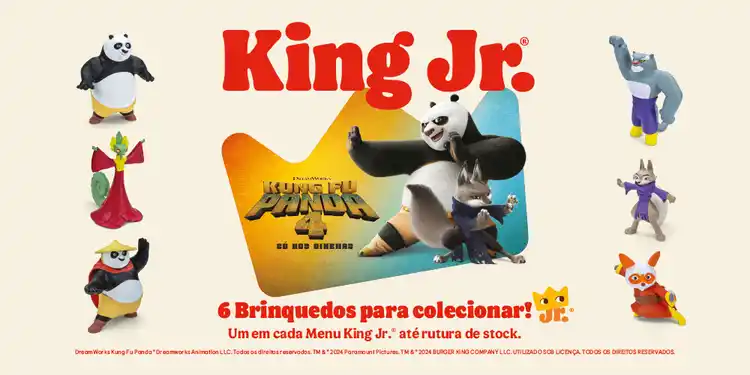 King Jr.®
DREAMWORKS
KUNG FU
PANDA
4
SÓ NOS CINEMAS
6 Brinquedos para colecionar!
Jr.®
Um em cada Menu King Jr.® até rutura de stock.
DreamWorks Kung Fu Panda © Dreamworks Animation LLC. Todos os direitos reservados. TM & © 2024 Paramount Pictures. TM & © 2024 BURGER KING COMPANY LLC. UTILIZADO SOB LICENÇA. TODOS OS DIREITOS RESERVADOS.